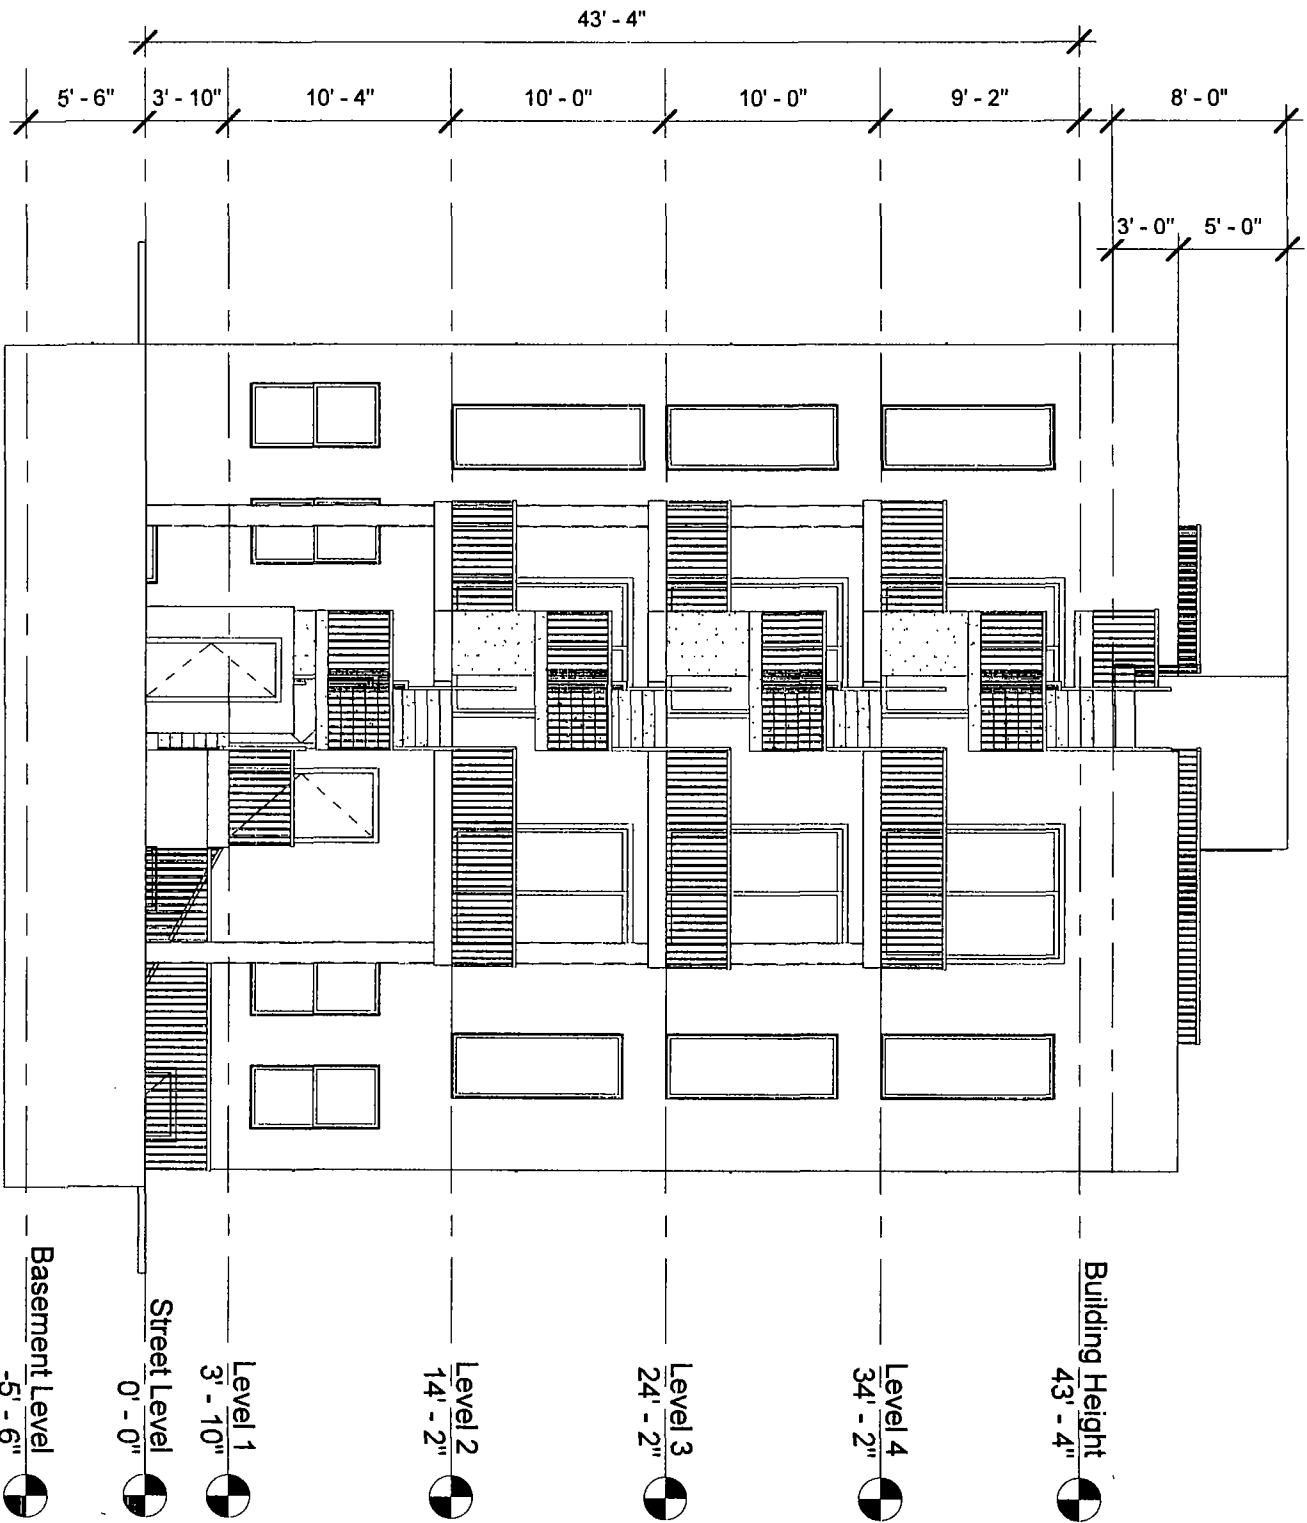 43' - 4"
5' - 6"
3' - 10"
10' - 4"
10' - 0"
10' - 0"
9' - 2"
8' - 0"
3' - 0"
5' - 0"
Building Height
43' - 4"
Level 4
34' - 2"
Level 3
24' - 2"
Level 2
14' - 2"
Level 1
3' - 10"
Street Level
0' - 0"
Basement Level
-5' - 6"